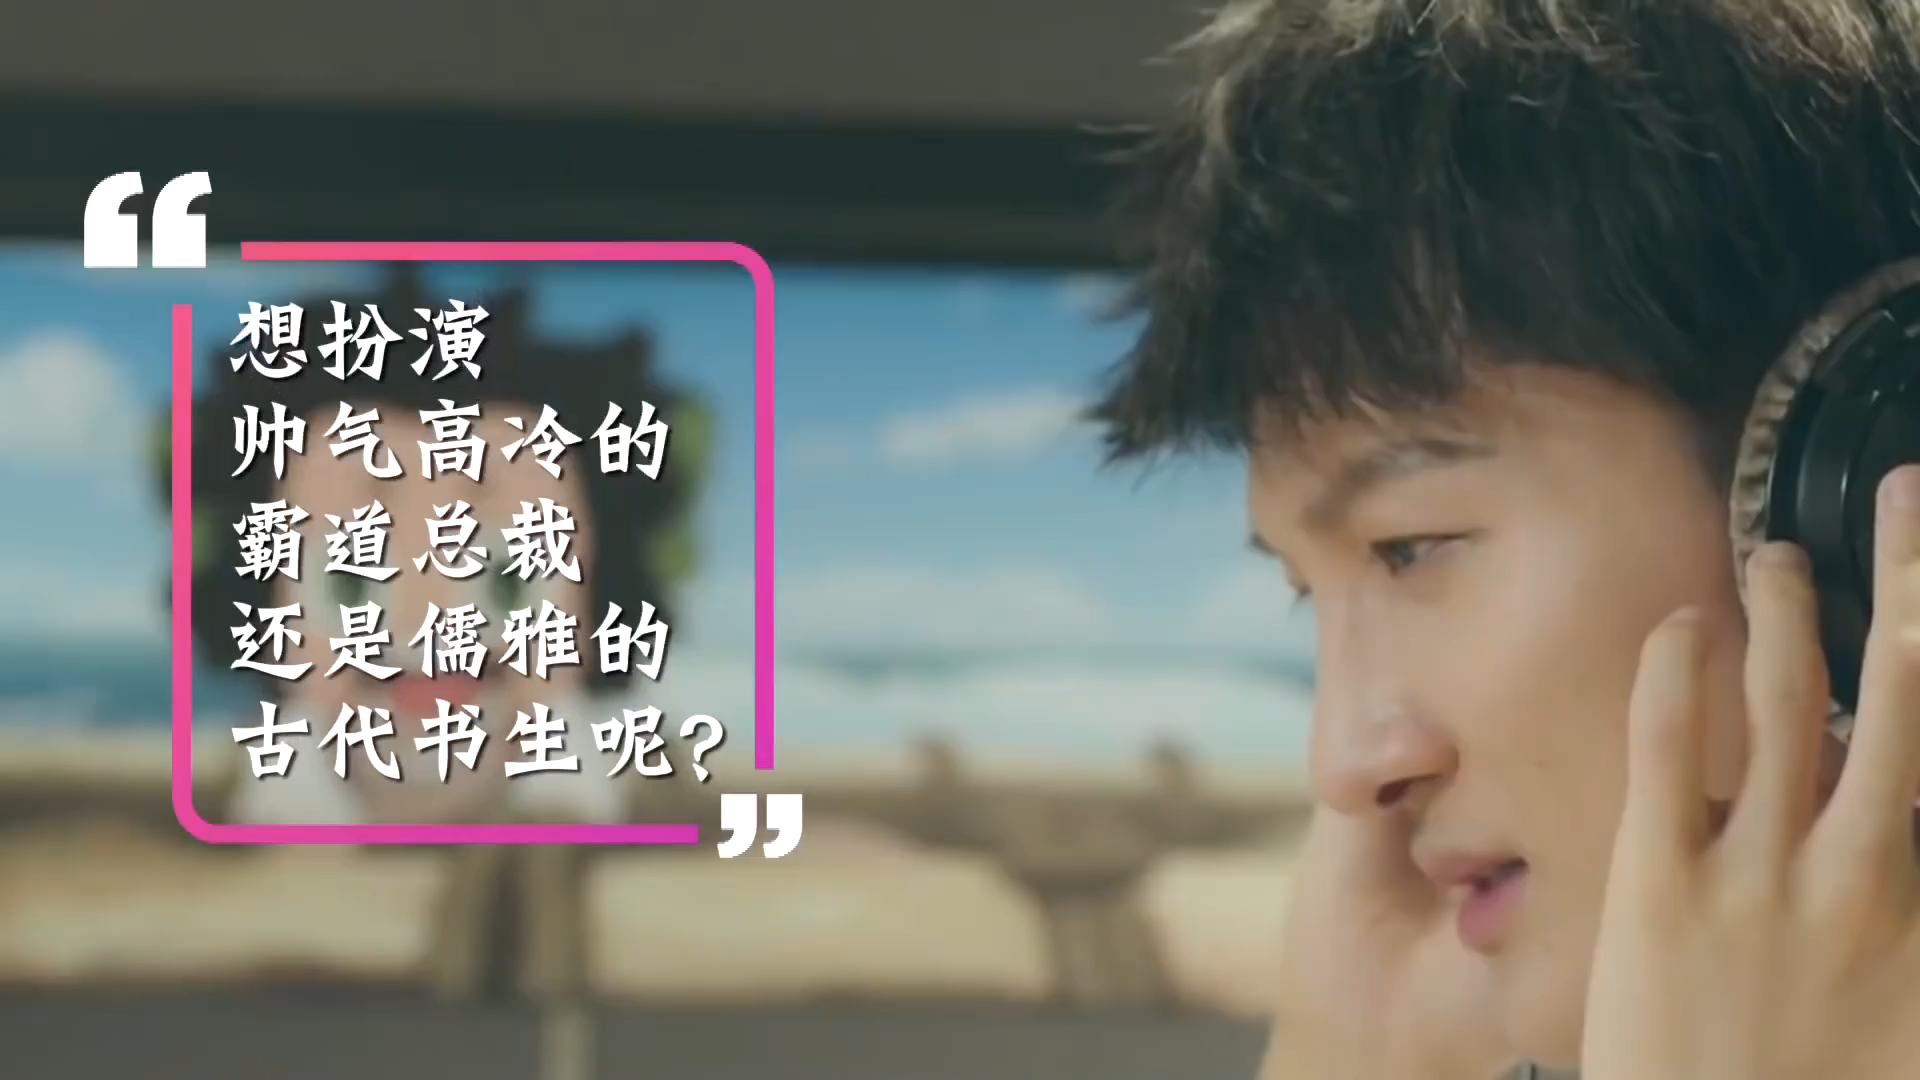 想扮演
帅气高冷的
霸道总裁
还是儒雅的
古代书生呢?